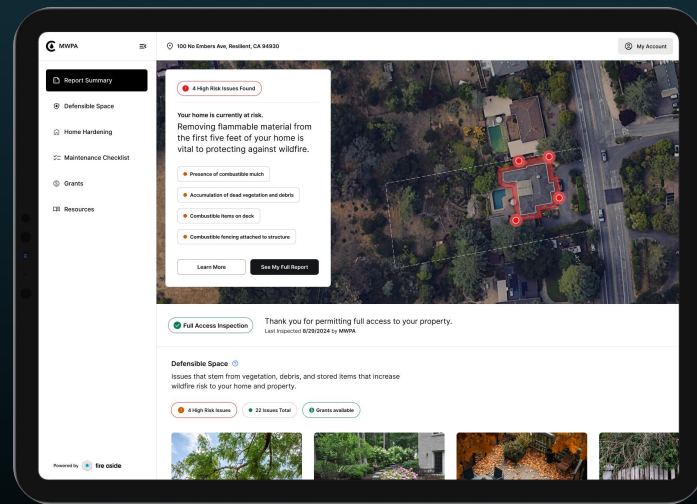 MWPA
100 No Embers Ave, Resilient, CA 94930
My Account
Report Summary
Defensible Space
Home Hardening
Maintenance Checklist
Grants
Resources
4 High Risk Issues Found
Your home is currently at risk.
Removing flammable material from
the first five feet of your home is
vital to protecting against wildfire.
Presence of combustible mulch
Accumulation of dead vegetation and debris
Combustible items on deck
Combustible fencing attached to structure
Learn More
See My Full Report
Full Access Inspection
Thank you for permitting full access to your property.
Last Inspected 8/29/2024 by MWPA
Defensible Space
Issues that stem from vegetation, debris, and stored items that increase
wildfire risk to your home and property.
4 High Risk Issues
22 Issues Total
Grants available
Powered by fire aside